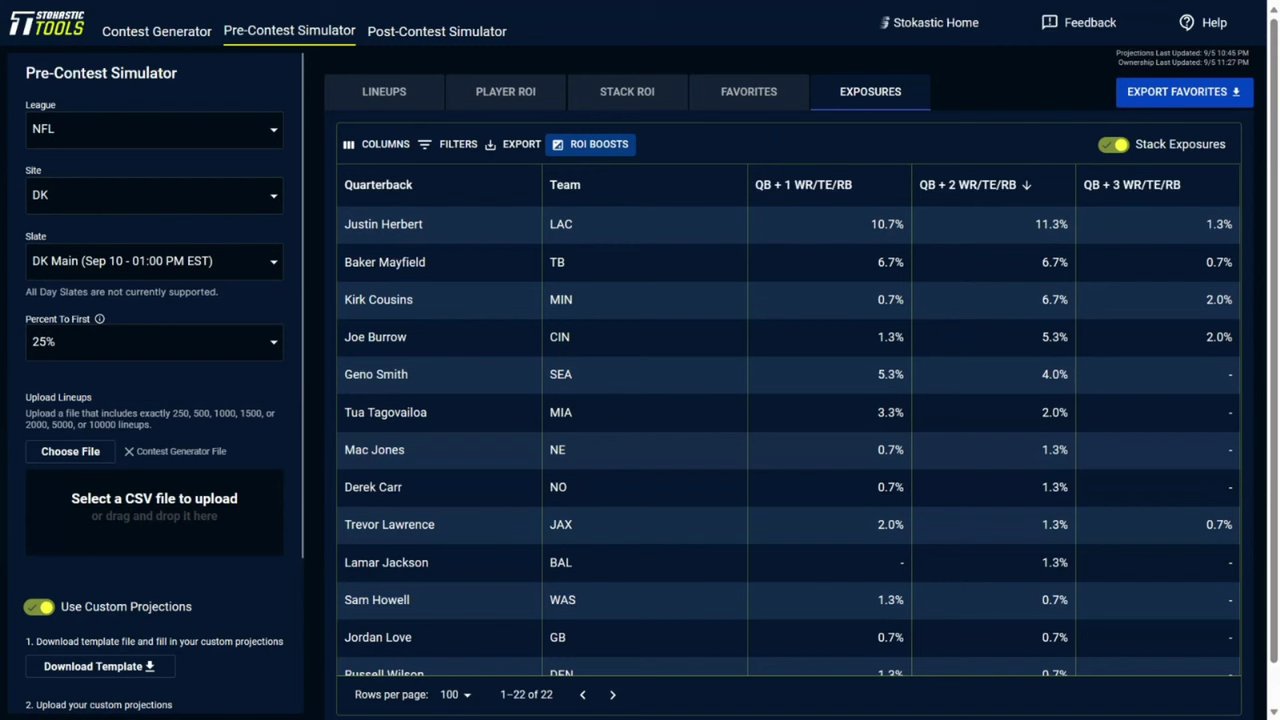 STOKASTIC
TOOLS
Contest Generator
Pre-Contest Simulator
Post-Contest Simulator
Stokastic Home
Feedback
Help
Projections Last Updated: 9/5 10:45 PM
Ownership Last Updated: 9/5 11:27 PM
Pre-Contest Simulator
League
NFL
Site
DK
Slate
DK Main (Sep 10 - 01:00 PM EST)
All Day Slates are not currently supported.
Percent To First
25%
Upload Lineups
Upload a file that includes exactly 250, 500, 1000, 1500, or
2000, 5000, or 10000 lineups.
Choose File
Contest Generator File
Select a CSV file to upload
or drag and drop it here
Use Custom Projections
1. Download template file and fill in your custom projections
Download Template
2. Upload your custom projections
LINEUPS
PLAYER ROI
STACK ROI
FAVORITES
EXPOSURES
EXPORT FAVORITES
COLUMNS
FILTERS
EXPORT
ROI BOOSTS
Stack Exposures
Quarterback Team QB + 1 WR/TE/RB QB + 2 WR/TE/RB QB + 3 WR/TE/RB
Justin Herbert LAC 10.7% 11.3% 1.3%
Baker Mayfield TB 6.7% 6.7% 0.7%
Kirk Cousins MIN 0.7% 6.7% 2.0%
Joe Burrow CIN 1.3% 5.3% 2.0%
Geno Smith SEA 5.3% 4.0% -
Tua Tagovailoa MIA 3.3% 2.0% -
Mac Jones NE 0.7% 1.3% -
Derek Carr NO 0.7% 1.3% -
Trevor Lawrence JAX 2.0% 1.3% 0.7%
Lamar Jackson BAL - 1.3% -
Sam Howell WAS 1.3% 0.7% -
Jordan Love GB 0.7% 0.7% -
Russell Wilson DEN 1.3% 0.7% -
Rows per page: 100 1–22 of 22